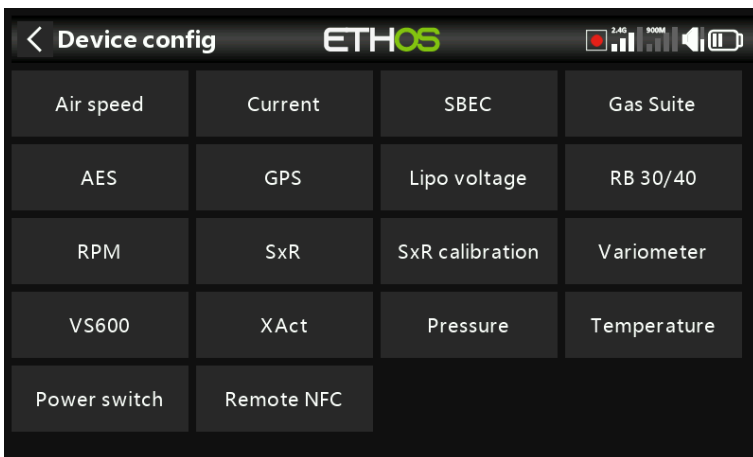 Device config
ETHOS
2.4G 900M
Air speed Current SBEC Gas Suite
AES GPS Lipo voltage RB 30/40
RPM SxR SxR calibration Variometer
VS600 XAct Pressure Temperature
Power switch Remote NFC